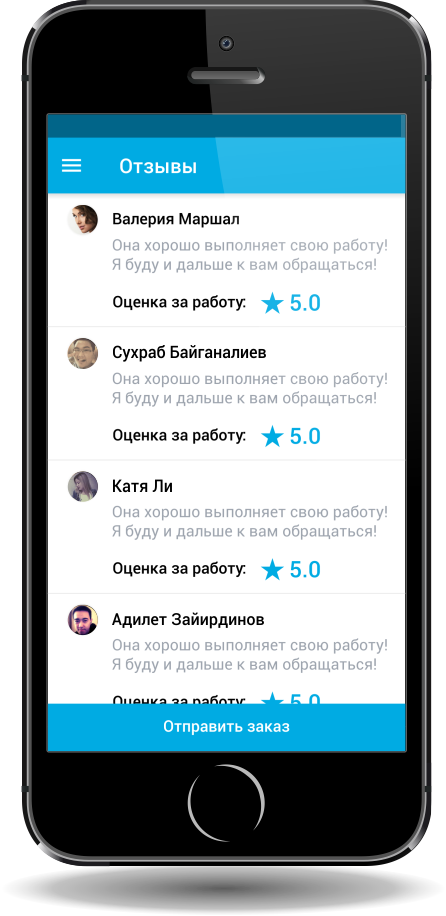 Отзывы
Валерия Маршал
Она хорошо выполняет свою работу!
Я буду и дальше к вам обращаться!
Оценка за работу: ★ 5.0
Сухраб Байганалиев
Она хорошо выполняет свою работу!
Я буду и дальше к вам обращаться!
Оценка за работу: ★ 5.0
Катя Ли
Она хорошо выполняет свою работу!
Я буду и дальше к вам обращаться!
Оценка за работу: ★ 5.0
Адилет Зайирдинов
Она хорошо выполняет свою работу!
Я буду и дальше к вам обращаться!
Оценка за работу: ★ 5.0
Отправить заказ